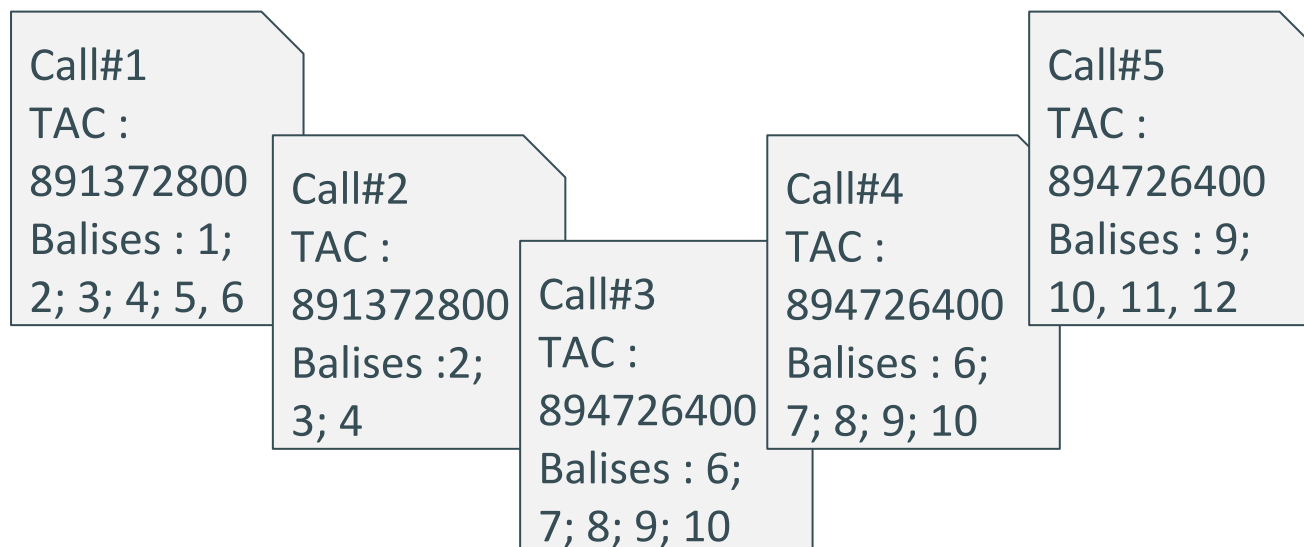 Call#1
TAC :
891372800
Balises : 1;
2; 3; 4; 5, 6
Call#2
TAC :
891372800
Balises :2;
3; 4
Call#3
TAC :
894726400
Balises : 6;
7; 8; 9; 10
Call#4
TAC :
894726400
Balises : 6;
7; 8; 9; 10
Call#5
TAC :
894726400
Balises : 9;
10, 11, 12